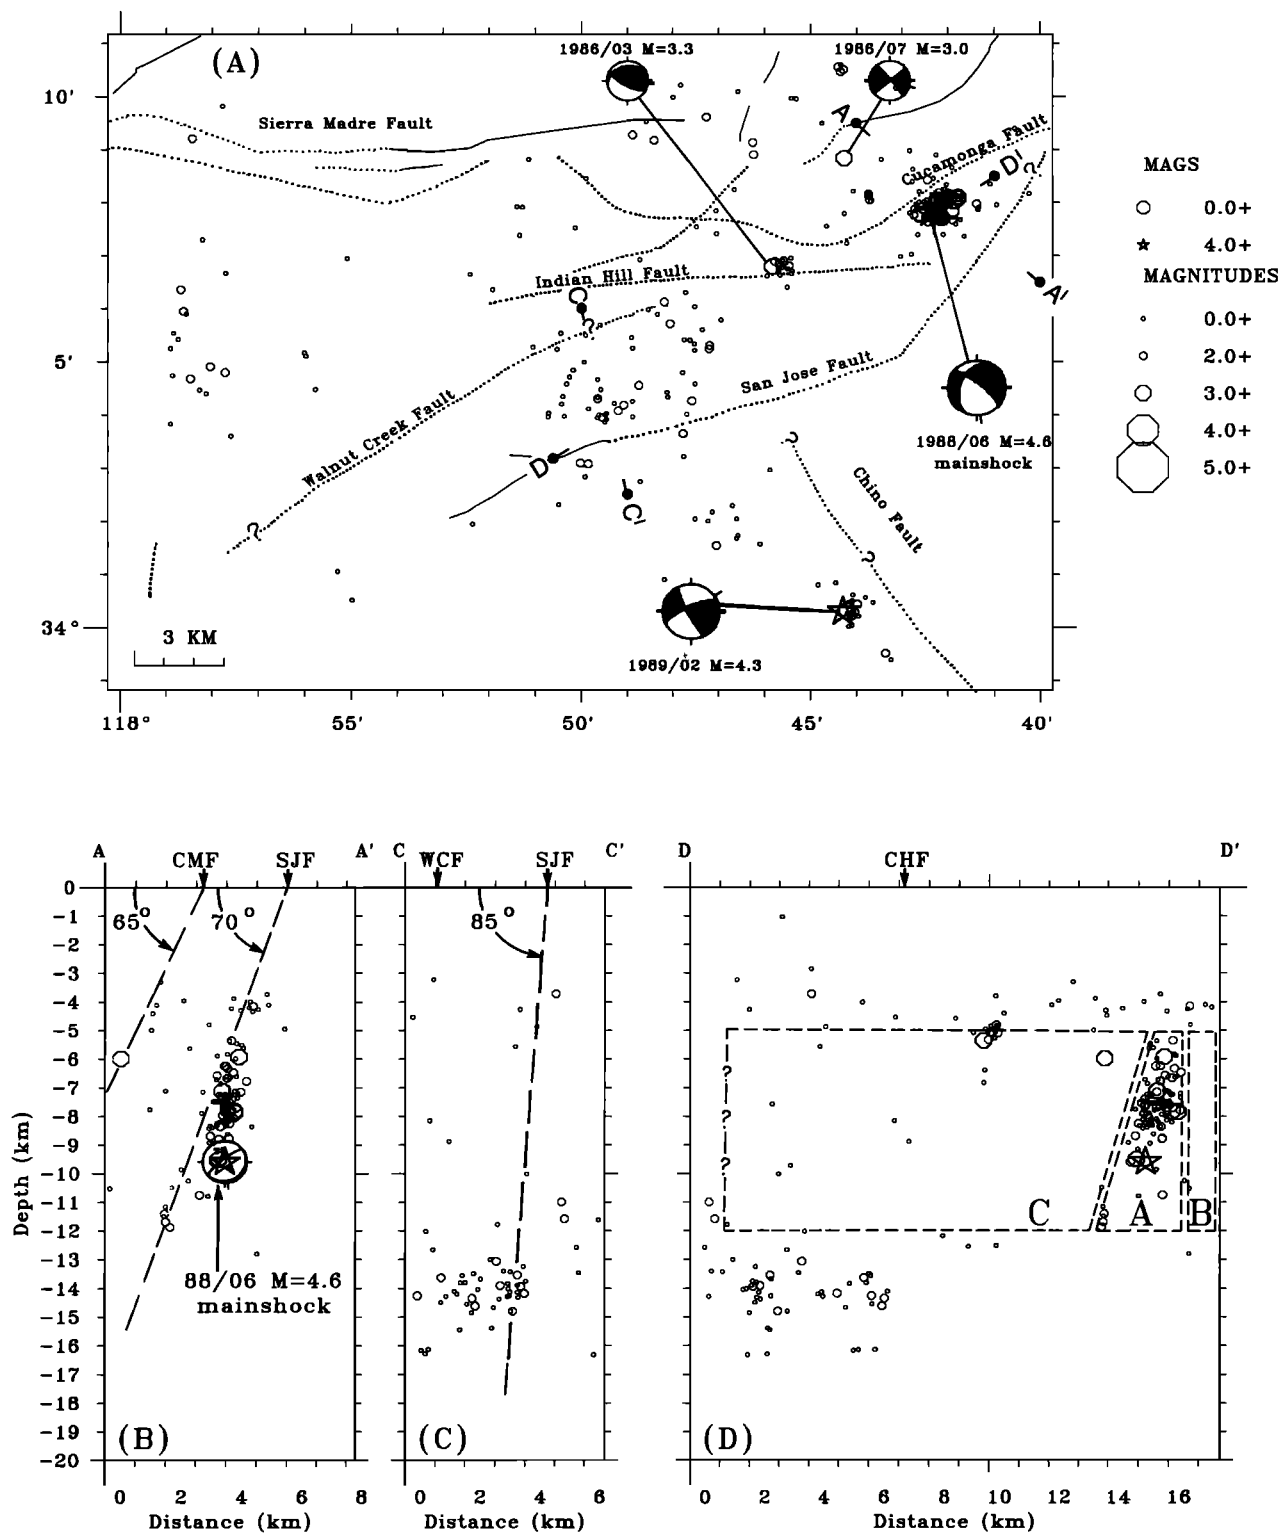 (A)
1986/03 M=3.3
1986/07 M=3.0
10'
Sierra Madre Fault
A
Cucamonga Fault
D'
?
MAGS
0.0+
4.0+
MAGNITUDES
0.0+
2.0+
3.0+
4.0+
5.0+
Indian Hill Fault
C
?
A'
5'
San Jose Fault
Walnut Creek Fault
1988/06 M=4.6
mainshock
D
?
C'
Chino Fault
?
?
34°
3 KM
1989/02 M=4.3
118°
55'
50'
45'
40'
A
CMF
SJF
A'
C
WCF
SJF
C'
D
CHF
D'
0
-1
-2
-3
-4
-5
-6
-7
-8
-9
-10
-11
-12
-13
-14
-15
-16
-17
-18
-19
-20
Depth (km)
65°
70°
88/06 M=4.6
mainshock
(B)
0 2 4 6 8
Distance (km)
85°
(C)
0 2 4 6
Distance (km)
?
?
?
C
A
B
(D)
0 2 4 6 8 10 12 14 16
Distance (km)